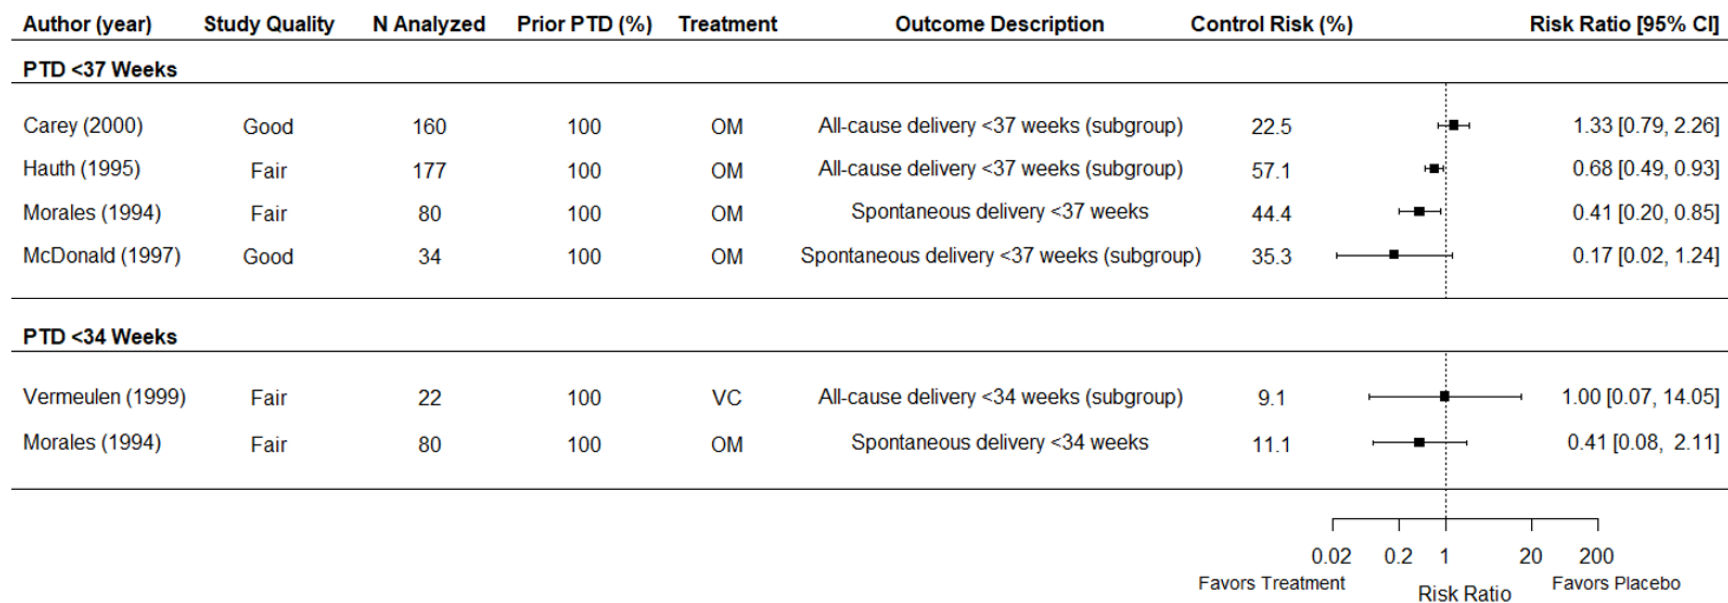 Author (year) Study Quality N Analyzed Prior PTD (%) Treatment Outcome Description Control Risk (%) Risk Ratio [95% CI]
PTD <37 Weeks
Carey (2000) Good 160 100 OM All-cause delivery <37 weeks (subgroup) 22.5 1.33 [0.79, 2.26]
Hauth (1995) Fair 177 100 OM All-cause delivery <37 weeks (subgroup) 57.1 0.68 [0.49, 0.93]
Morales (1994) Fair 80 100 OM Spontaneous delivery <37 weeks 44.4 0.41 [0.20, 0.85]
McDonald (1997) Good 34 100 OM Spontaneous delivery <37 weeks (subgroup) 35.3 0.17 [0.02, 1.24]
PTD <34 Weeks
Vermeulen (1999) Fair 22 100 VC All-cause delivery <34 weeks (subgroup) 9.1 1.00 [0.07, 14.05]
Morales (1994) Fair 80 100 OM Spontaneous delivery <34 weeks 11.1 0.41 [0.08, 2.11]
0.02 0.2 1 20 200
Favors Treatment Risk Ratio Favors Placebo